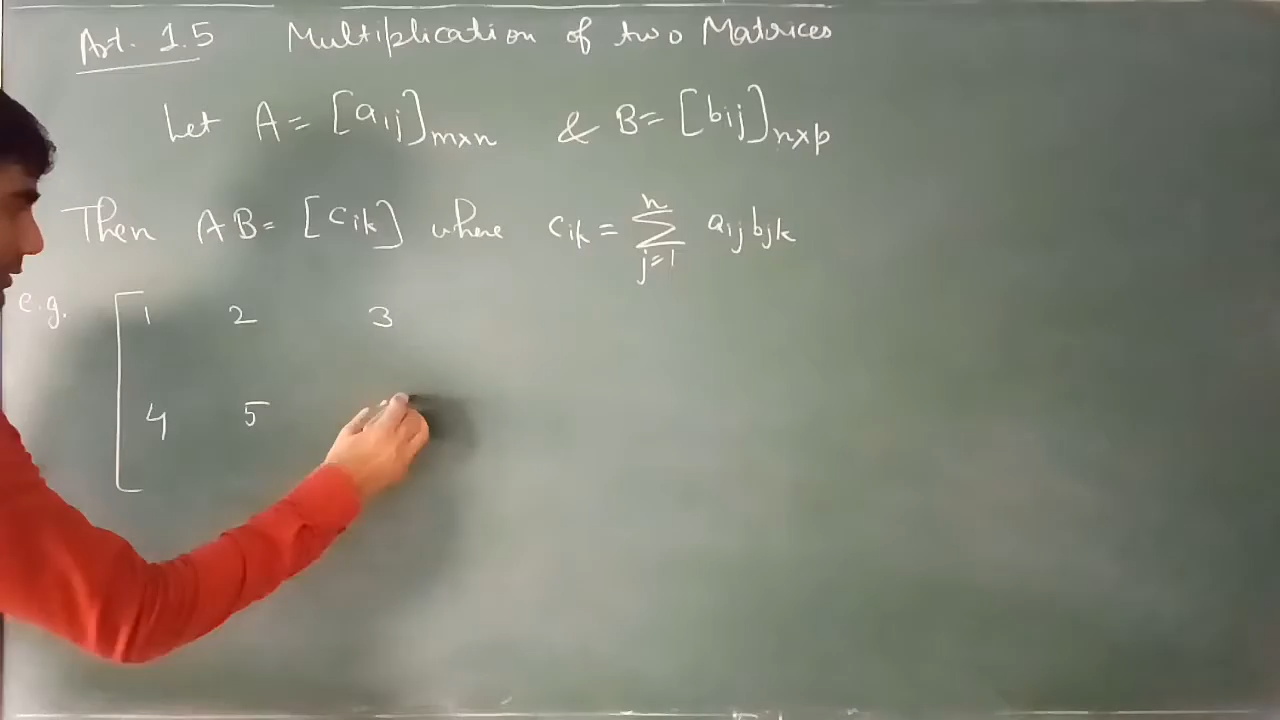 Art. 1.5 Multiplication of two Matrices
Let A = [aij]m×n & B = [bij]n×p
Then AB = [cik] where cik = n∑j=1 aij bjk
e.g. [ 1 2 3
4 5